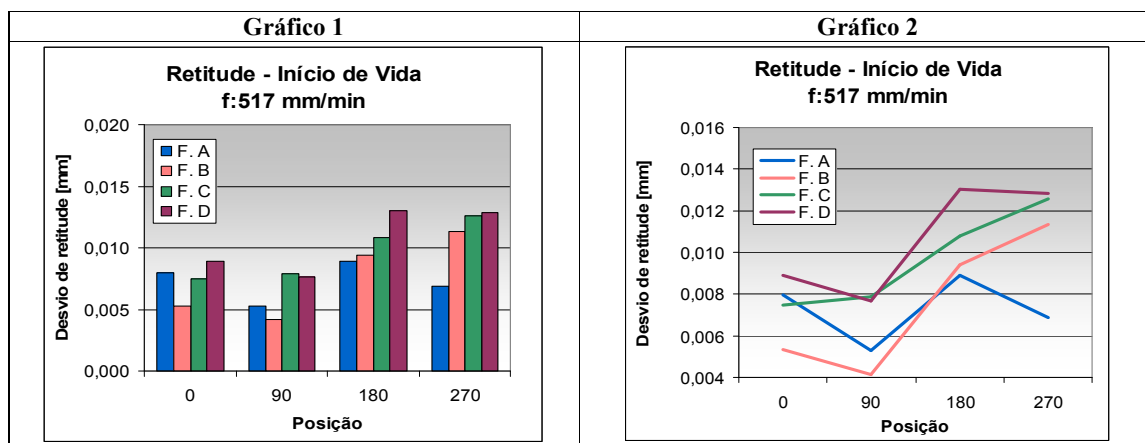 Gráfico 1
Gráfico 2
Retitude - Início de Vida
f:517 mm/min
Desvio de retitude [mm]
0,020
0,015
0,010
0,005
0,000
F. A
F. B
F. C
F. D
0 90 180 270
Posição
Retitude - Início de Vida
f:517 mm/min
Desvio de retitude [mm]
0,016
0,014
0,012
0,010
0,008
0,006
0,004
F. A
F. B
F. C
F. D
0 90 180 270
Posição